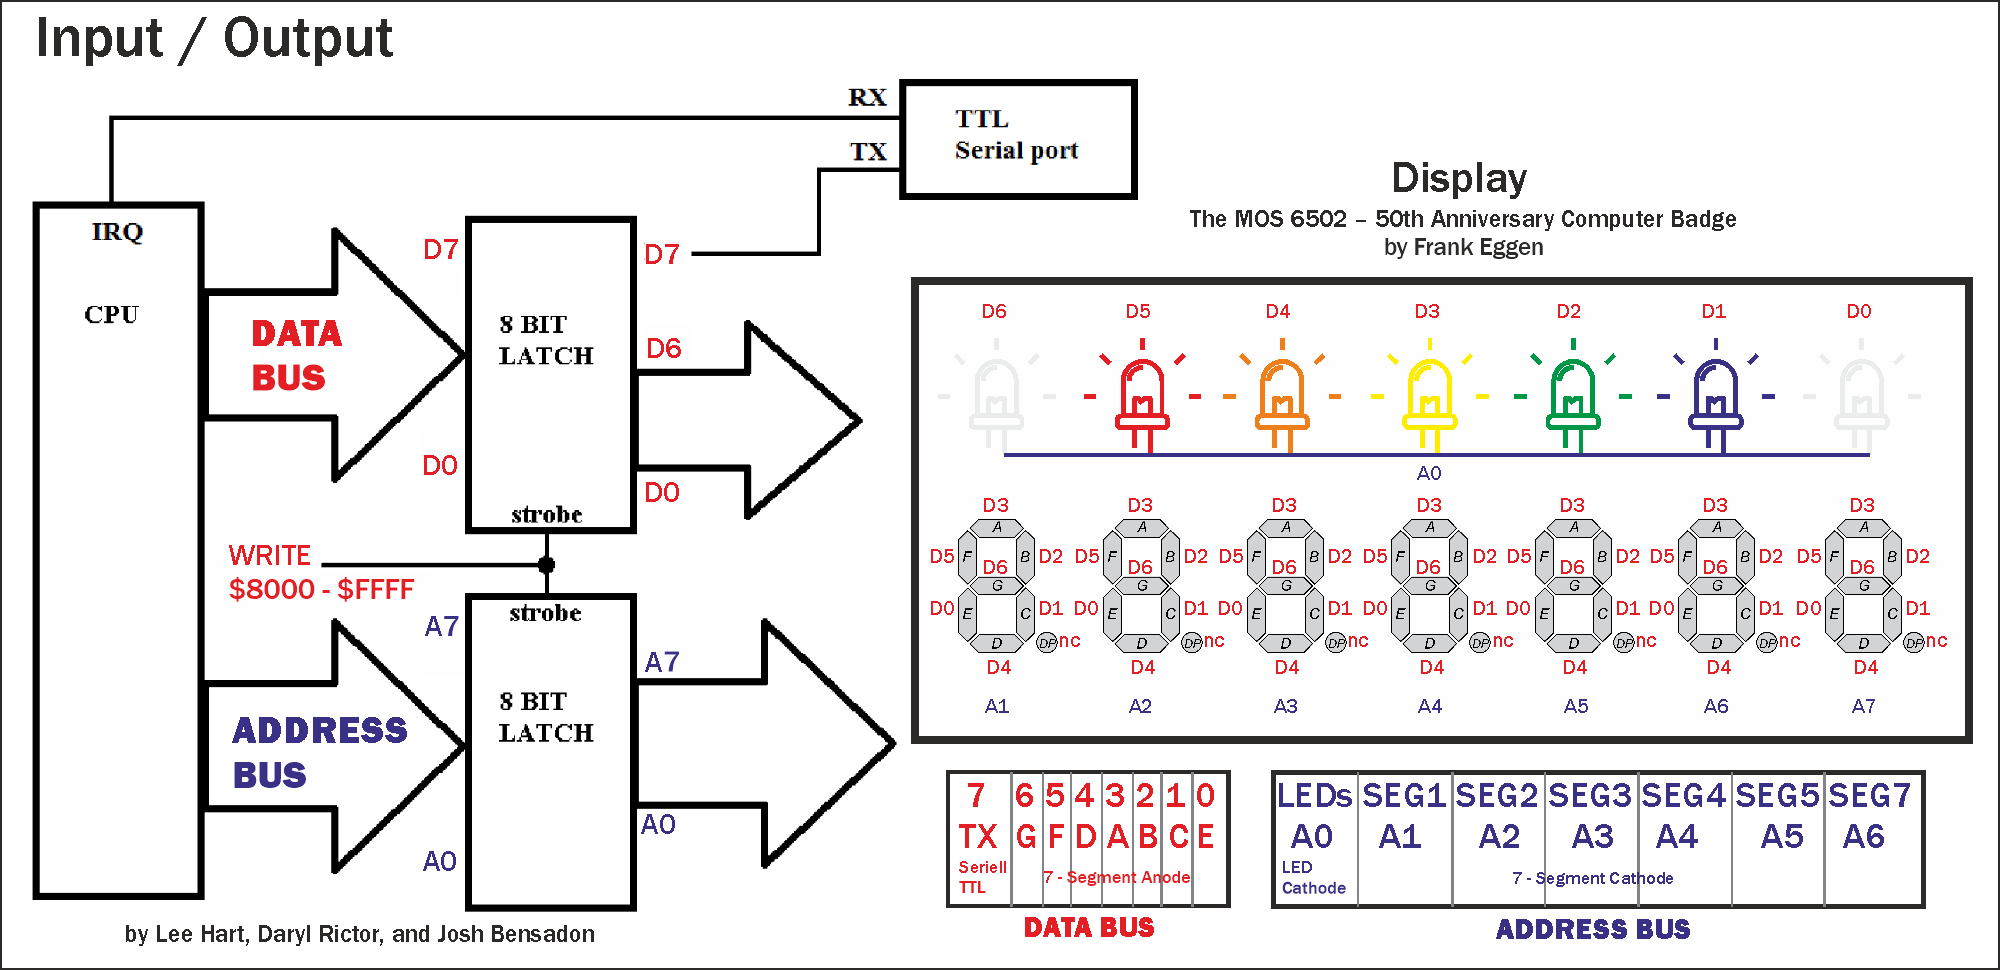 Input / Output
RX
TX
TTL
Serial port
IRQ
CPU
DATA
BUS
D7
D0
8 BIT
LATCH
strobe
D7
D6
D0
WRITE
$8000 - $FFFF
ADDRESS
BUS
A7
A0
strobe
8 BIT
LATCH
A7
A0
by Lee Hart, Daryl Rictor, and Josh Bensadon
Display
The MOS 6502 – 50th Anniversary Computer Badge
by Frank Eggen
D6 D5 D4 D3 D2 D1 D0
A0
D3 D3 D3 D3 D3 D3 D3
A A A A A A A
D5 F B D2 D5 F B D2 D5 F B D2 D5 F B D2 D5 F B D2 D5 F B D2 D5 F B D2
D6 D6 D6 D6 D6 D6 D6
G G G G G G G
D0 E C D1 D0 E C D1 D0 E C D1 D0 E C D1 D0 E C D1 D0 E C D1 D0 E C D1
D DP nc D DP nc D DP nc D DP nc D DP nc D DP nc D DP nc
D4 D4 D4 D4 D4 D4 D4
A1 A2 A3 A4 A5 A6 A7
7 6 5 4 3 2 1 0
TX G F D A B C E
Seriell
TTL
7 - Segment Anode
DATA BUS
LEDs SEG1 SEG2 SEG3 SEG4 SEG5 SEG7
A0 A1 A2 A3 A4 A5 A6
LED
Cathode
7 - Segment Cathode
ADDRESS BUS